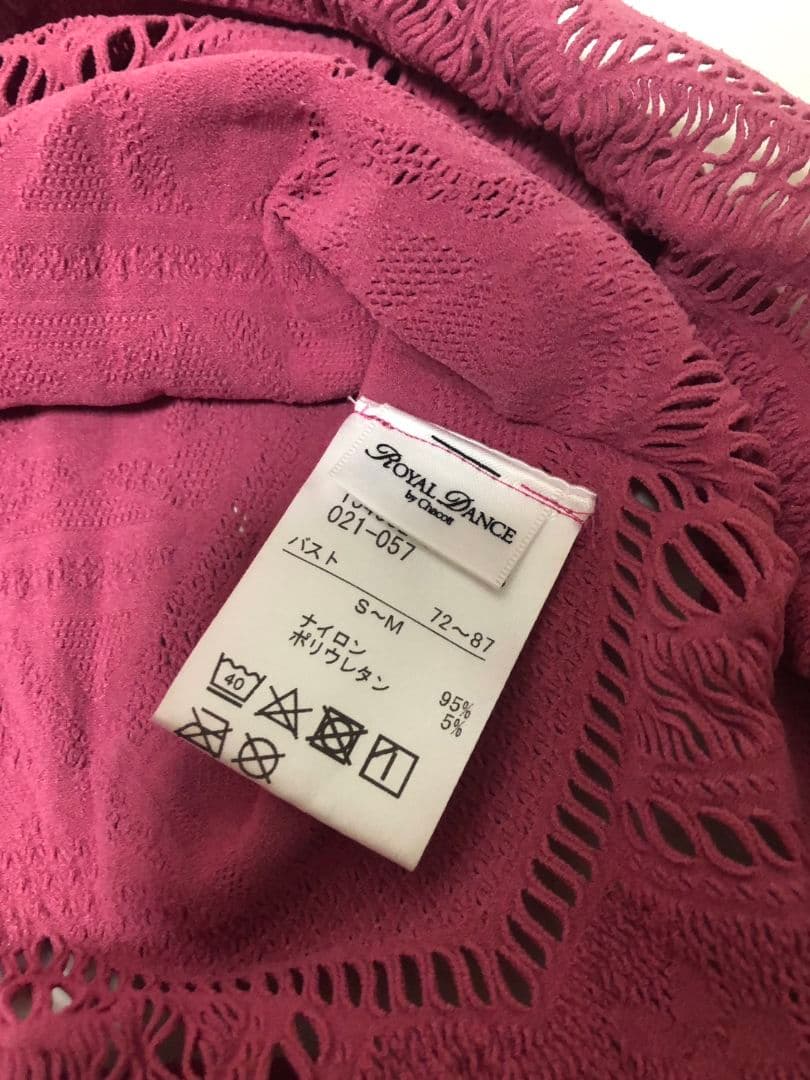 ROYAL DANCE
by Chacott
021-057
バスト
S～M 72～87
ナイロン 95%
ポリウレタン 5%
40